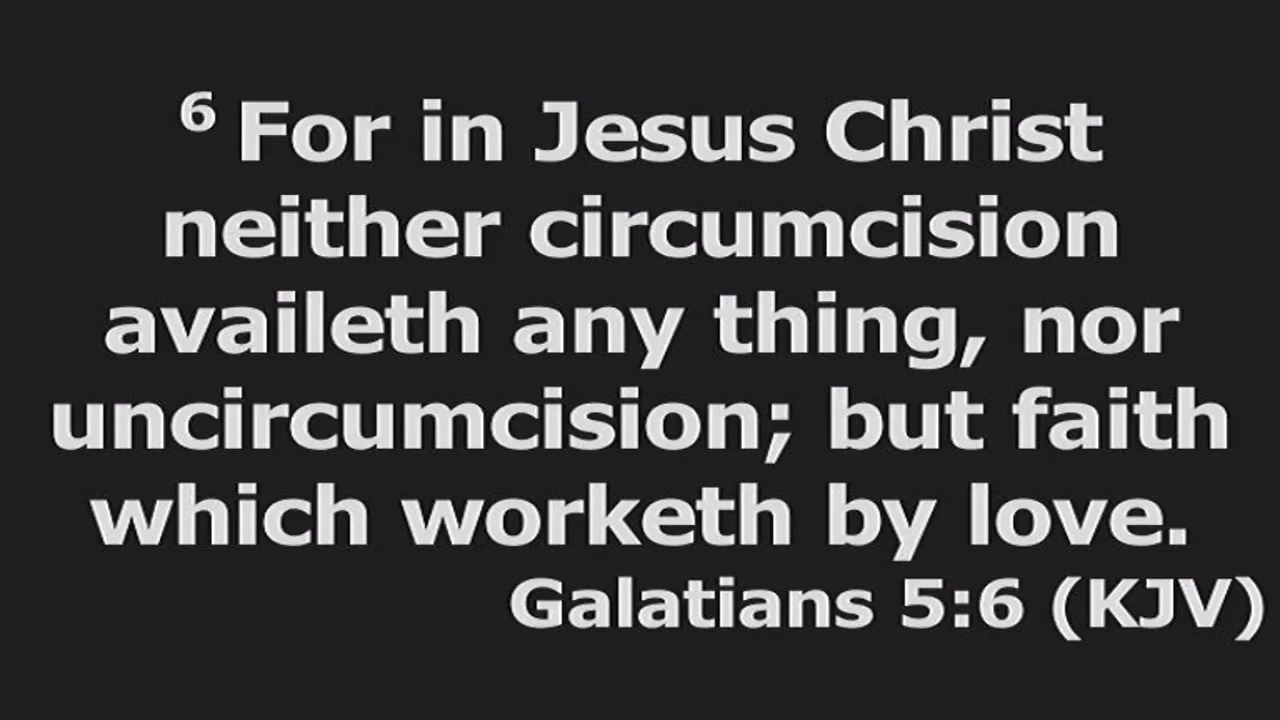 6 For in Jesus Christ
neither circumcision
availeth any thing, nor
uncircumcision; but faith
which worketh by love.
Galatians 5:6 (KJV)